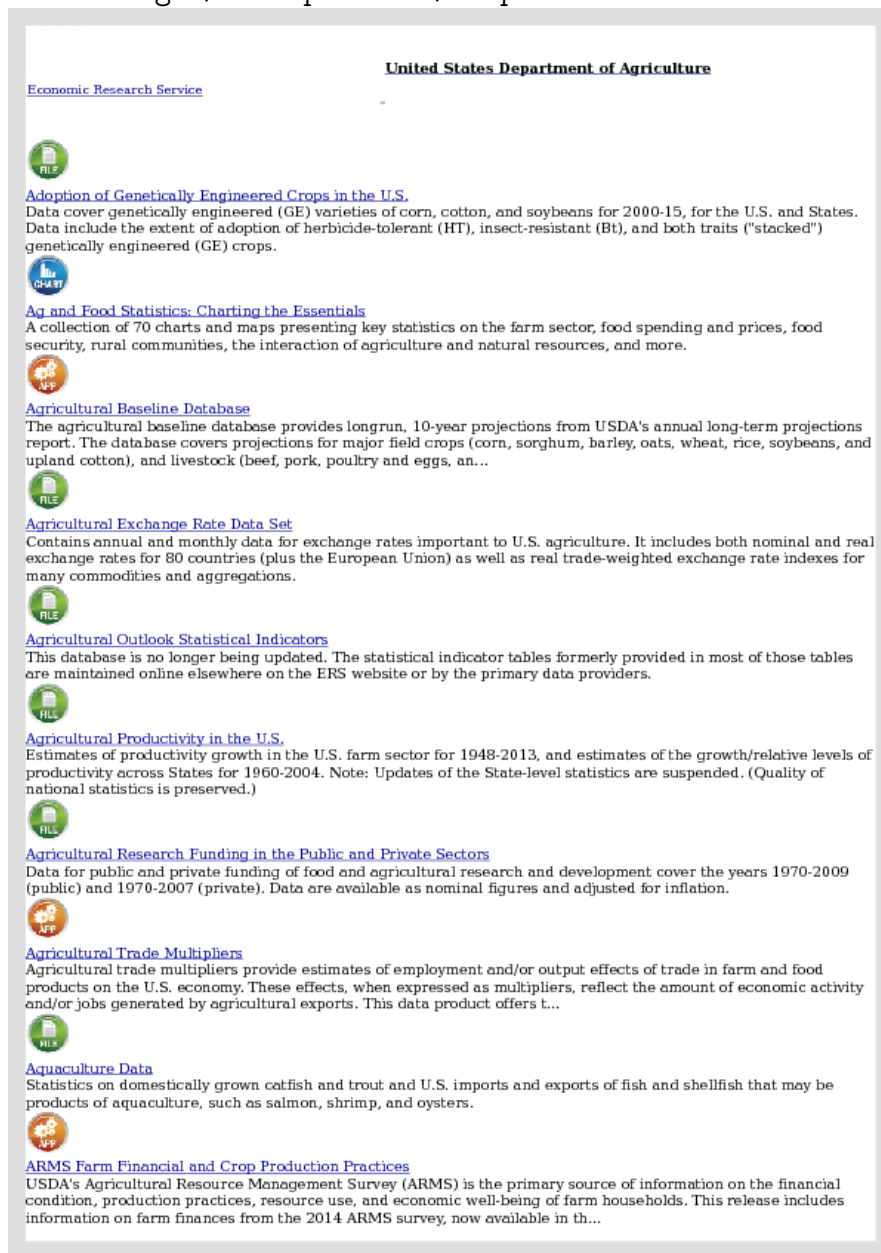 United States Department of Agriculture
Economic Research Service
FILE
Adoption of Genetically Engineered Crops in the U.S.
Data cover genetically engineered (GE) varieties of corn, cotton, and soybeans for 2000-15, for the U.S. and States.
Data include the extent of adoption of herbicide-tolerant (HT), insect-resistant (Bt), and both traits ("stacked")
genetically engineered (GE) crops.
CHART
Ag and Food Statistics: Charting the Essentials
A collection of 70 charts and maps presenting key statistics on the farm sector, food spending and prices, food
security, rural communities, the interaction of agriculture and natural resources, and more.
APP
Agricultural Baseline Database
The agricultural baseline database provides longrun, 10-year projections from USDA's annual long-term projections
report. The database covers projections for major field crops (corn, sorghum, barley, oats, wheat, rice, soybeans, and
upland cotton), and livestock (beef, pork, poultry and eggs, an...
FILE
Agricultural Exchange Rate Data Set
Contains annual and monthly data for exchange rates important to U.S. agriculture. It includes both nominal and real
exchange rates for 80 countries (plus the European Union) as well as real trade-weighted exchange rate indexes for
many commodities and aggregations.
FILE
Agricultural Outlook Statistical Indicators
This database is no longer being updated. The statistical indicator tables formerly provided in most of those tables
are maintained online elsewhere on the ERS website or by the primary data providers.
FILE
Agricultural Productivity in the U.S.
Estimates of productivity growth in the U.S. farm sector for 1948-2013, and estimates of the growth/relative levels of
productivity across States for 1960-2004. Note: Updates of the State-level statistics are suspended. (Quality of
national statistics is preserved.)
FILE
Agricultural Research Funding in the Public and Private Sectors
Data for public and private funding of food and agricultural research and development cover the years 1970-2009
(public) and 1970-2007 (private). Data are available as nominal figures and adjusted for inflation.
APP
Agricultural Trade Multipliers
Agricultural trade multipliers provide estimates of employment and/or output effects of trade in farm and food
products on the U.S. economy. These effects, when expressed as multipliers, reflect the amount of economic activity
and/or jobs generated by agricultural exports. This data product offers t...
FILE
Aquaculture Data
Statistics on domestically grown catfish and trout and U.S. imports and exports of fish and shellfish that may be
products of aquaculture, such as salmon, shrimp, and oysters.
APP
ARMS Farm Financial and Crop Production Practices
USDA's Agricultural Resource Management Survey (ARMS) is the primary source of information on the financial
condition, production practices, resource use, and economic well-being of farm households. This release includes
information on farm finances from the 2014 ARMS survey, now available in th...